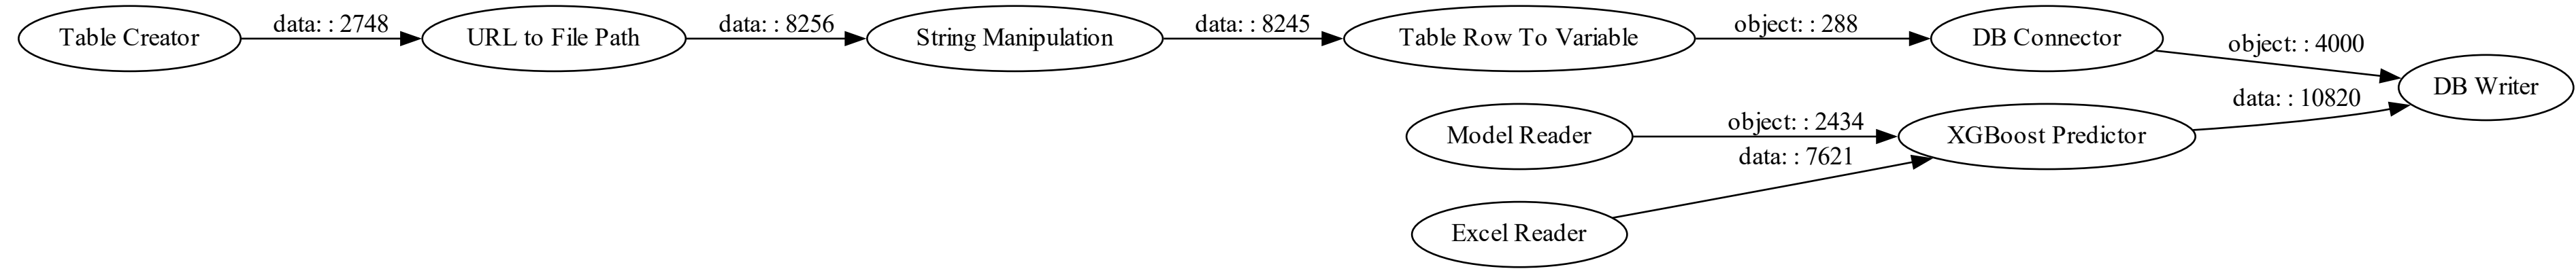 Table Creator
data: : 2748
URL to File Path
data: : 8256
String Manipulation
data: : 8245
Table Row To Variable
object: : 288
DB Connector
object: : 4000
DB Writer
Model Reader
object: : 2434
XGBoost Predictor
data: : 10820
data: : 7621
Excel Reader